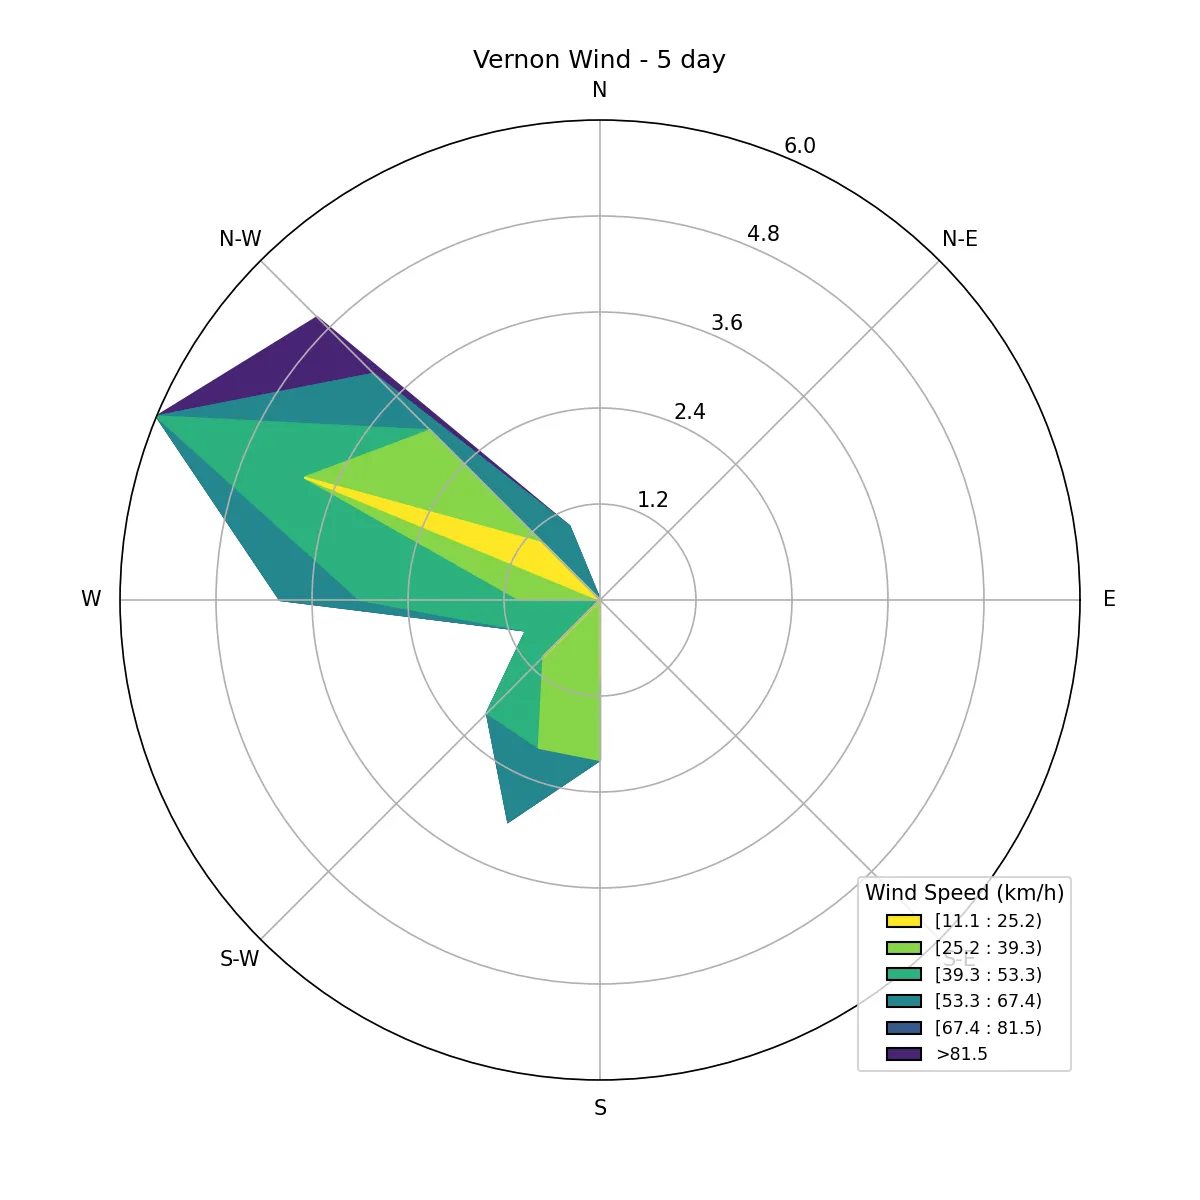 Vernon Wind - 5 day
N
6.0
N-W
N-E
4.8
3.6
2.4
1.2
W
E
S-W
S-E
Wind Speed (km/h)
[11.1 : 25.2)
[25.2 : 39.3)
[39.3 : 53.3)
[53.3 : 67.4)
[67.4 : 81.5)
>81.5
S